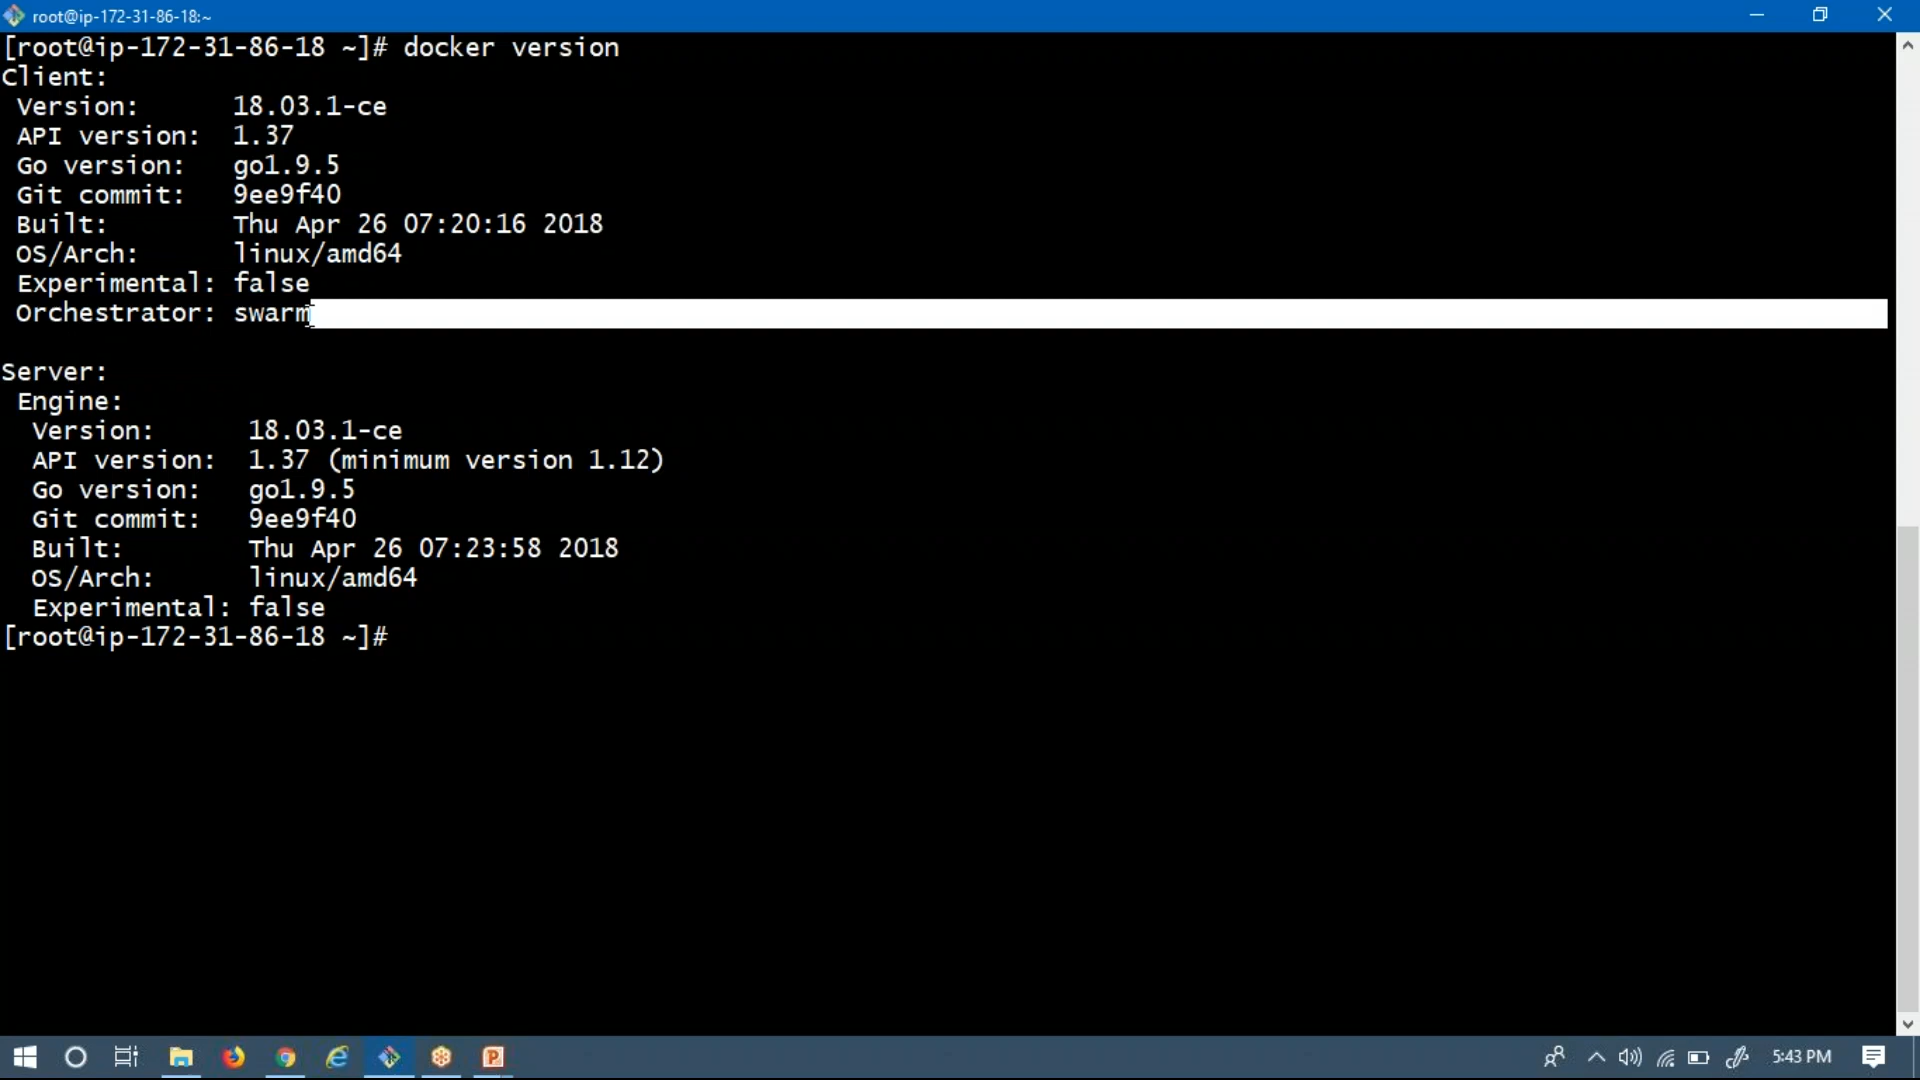 root@ip-172-31-86-18:~
[root@ip-172-31-86-18 ~]# docker version
Client:
 Version:      18.03.1-ce
 API version:  1.37
 Go version:   go1.9.5
 Git commit:   9ee9f40
 Built:        Thu Apr 26 07:20:16 2018
 OS/Arch:      linux/amd64
 Experimental: false
 Orchestrator: swarm
Server:
 Engine:
  Version:      18.03.1-ce
  API version:  1.37 (minimum version 1.12)
  Go version:   go1.9.5
  Git commit:   9ee9f40
  Built:        Thu Apr 26 07:23:58 2018
  OS/Arch:      linux/amd64
  Experimental: false
[root@ip-172-31-86-18 ~]#
5:43 PM